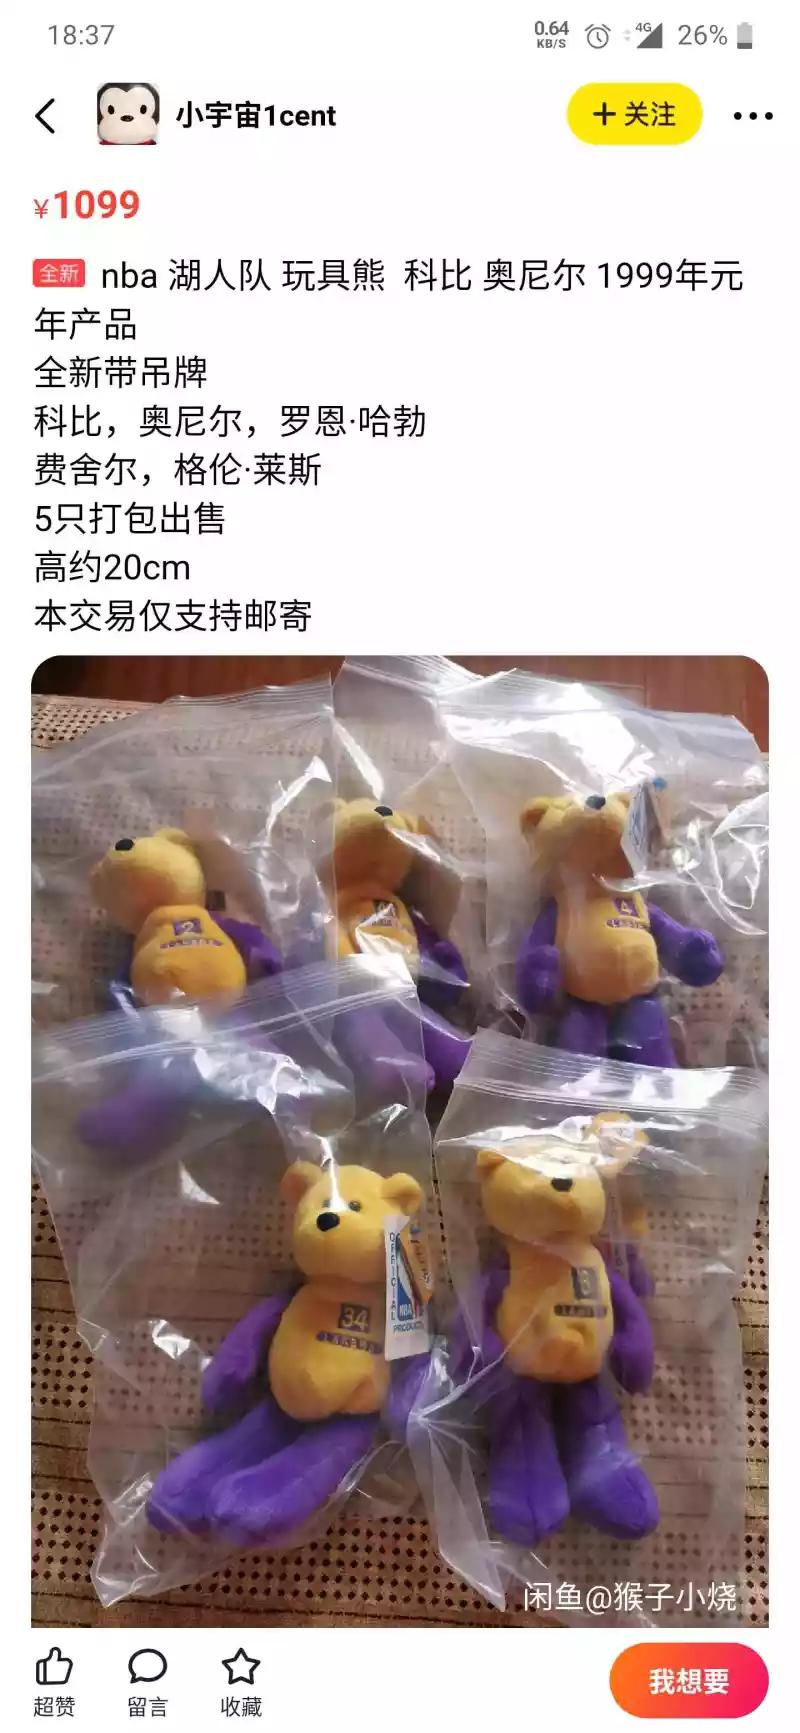 18:37
0.64
KB/S
4G
26%
小宇宙1cent
+ 关注
¥1099
全新 nba 湖人队 玩具熊 科比 奥尼尔 1999年元
年产品
全新带吊牌
科比，奥尼尔，罗恩·哈勃
费舍尔，格伦·莱斯
5只打包出售
高约20cm
本交易仅支持邮寄
2
LAKERS
4
34
LAKERS
OFFICIAL
NBA
PRODUCT
8
LAKERS
闲鱼@猴子小烧
超赞
留言
收藏
我想要